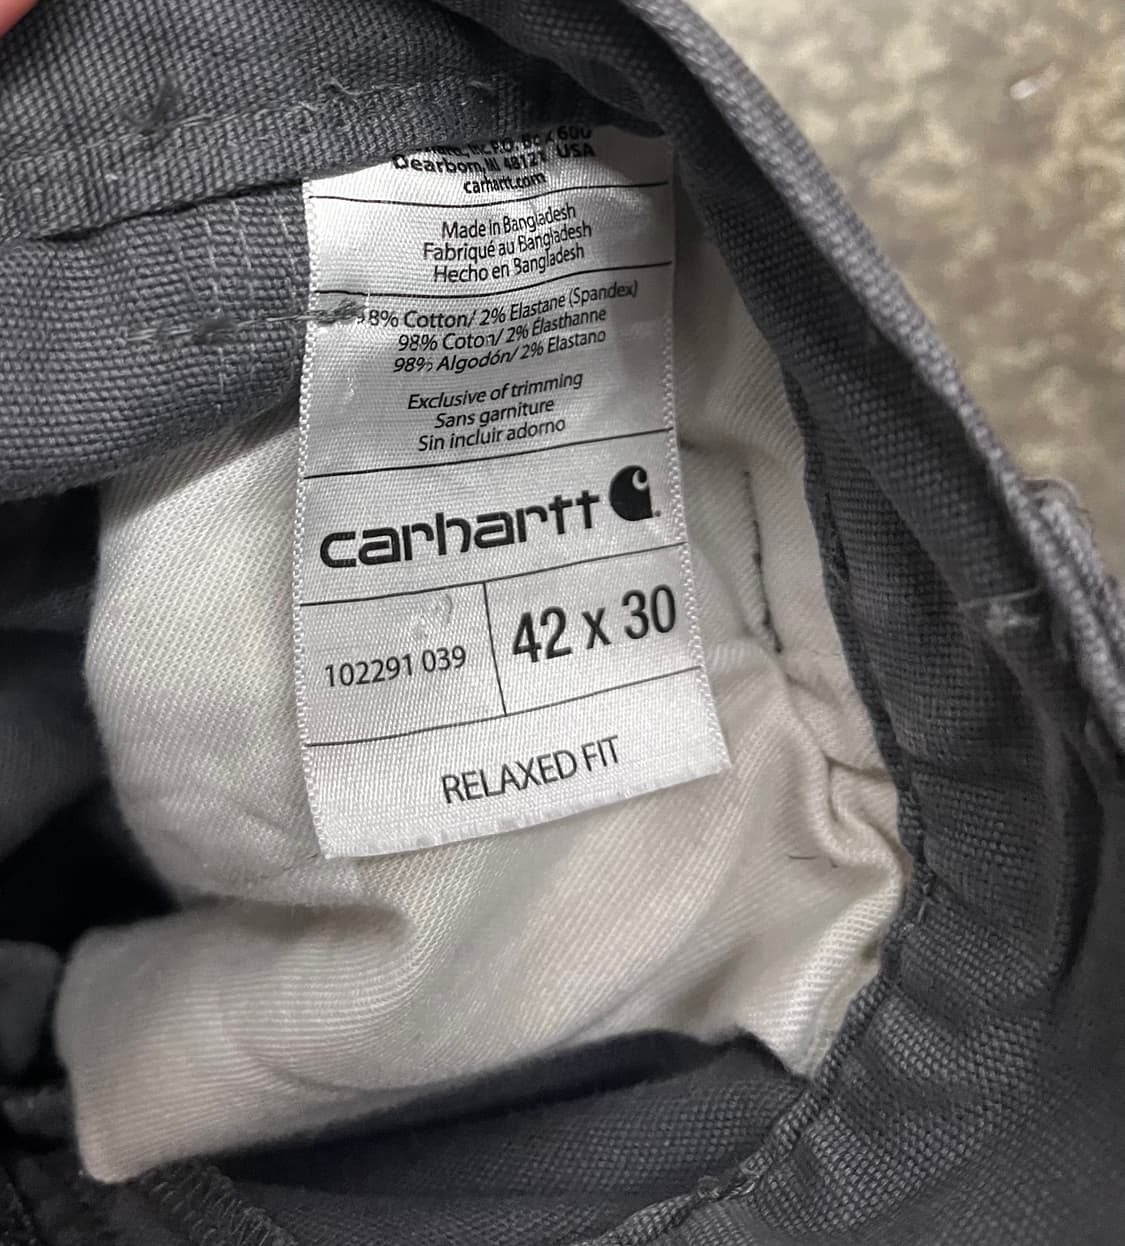 Dearborn, MI 48121 USA
carhartt.com
Made in Bangladesh
Fabriqué au Bangladesh
Hecho en Bangladesh
98% Cotton/ 2% Elastane (Spandex)
98% Coton/ 2% Élasthanne
98% Algodón/ 2% Elastano
Exclusive of trimming
Sans garniture
Sin incluir adorno
carhartt
102291 039
42 x 30
RELAXED FIT